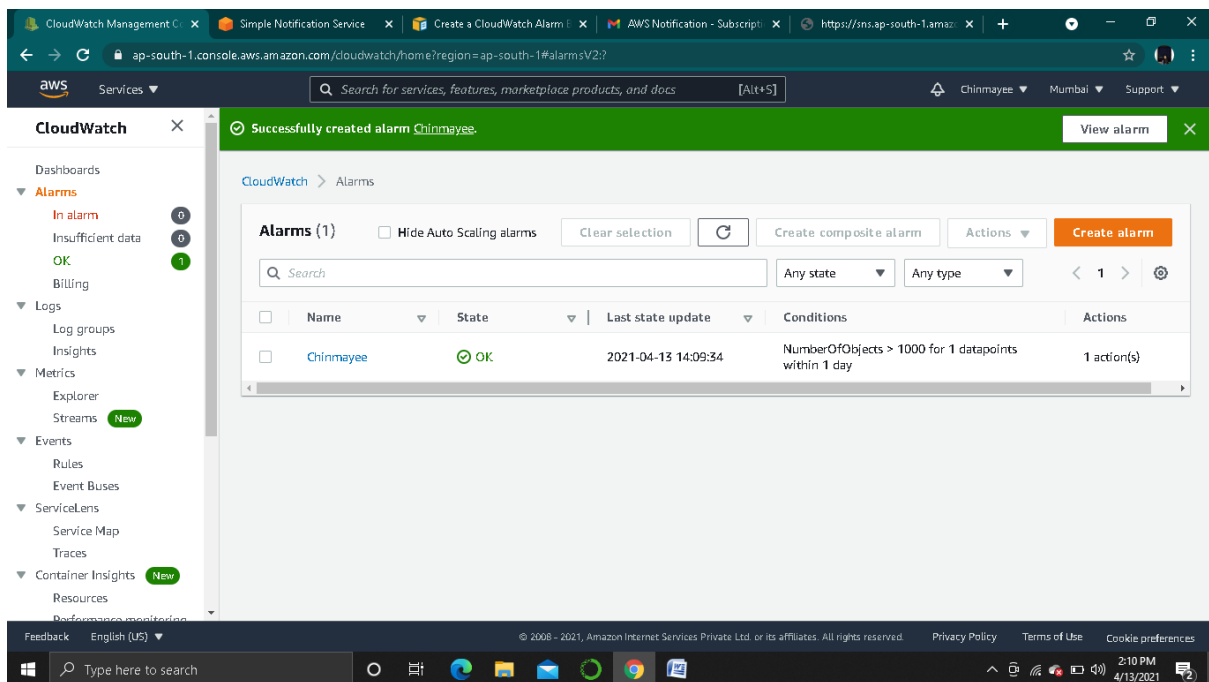 CloudWatch Management C
Simple Notification Service
Create a CloudWatch Alarm B
AWS Notification - Subscripti
https://sns.ap-south-1.amaz
ap-south-1.console.aws.amazon.com/cloudwatch/home?region=ap-south-1#alarmsV2:?
aws
Services
Search for services, features, marketplace products, and docs [Alt+S]
Chinmayee
Mumbai
Support
CloudWatch
Successfully created alarm Chinmayee.
View alarm
Dashboards
Alarms
In alarm 0
Insufficient data 0
OK 1
Billing
Logs
Log groups
Insights
Metrics
Explorer
Streams New
Events
Rules
Event Buses
ServiceLens
Service Map
Traces
Container Insights New
Resources
Performance monitoring
CloudWatch > Alarms
Alarms (1)
Hide Auto Scaling alarms
Clear selection
Create composite alarm
Actions
Create alarm
Search
Any state
Any type
1
Name State Last state update Conditions Actions
Chinmayee OK 2021-04-13 14:09:34 NumberOfObjects > 1000 for 1 datapoints
within 1 day
1 action(s)
Feedback English (US) © 2008 - 2021, Amazon Internet Services Private Ltd. or its affiliates. All rights reserved. Privacy Policy Terms of Use Cookie preferences
Type here to search
2:10 PM
4/13/2021
2